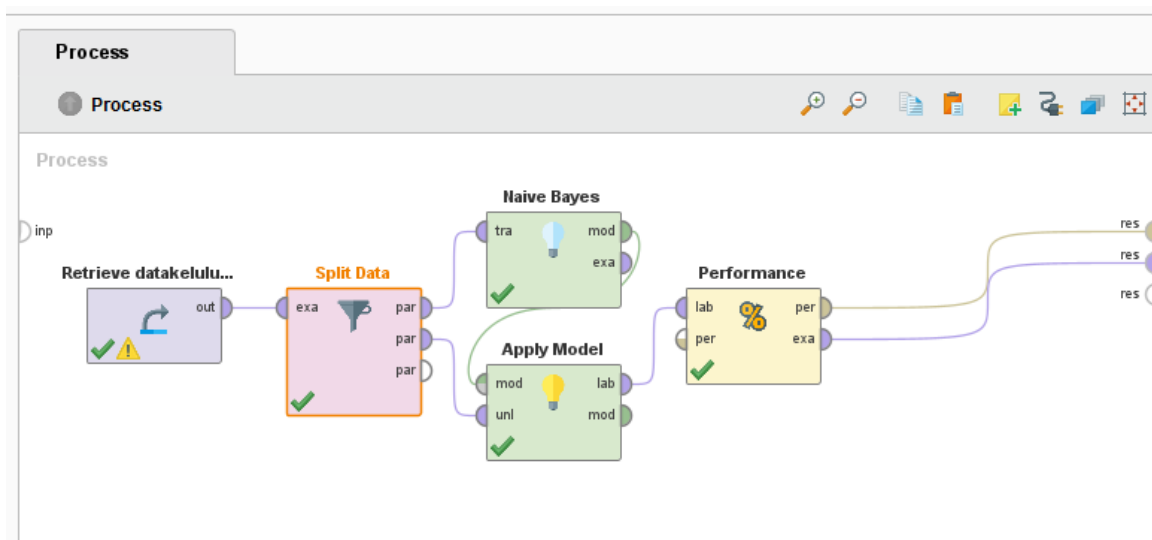 Process
Process
Process
inp
Retrieve datakelulu...
out
Split Data
exa
par
par
par
Naive Bayes
tra
mod
exa
Apply Model
mod
lab
unl
mod
Performance
%
lab
per
per
exa
res
res
res